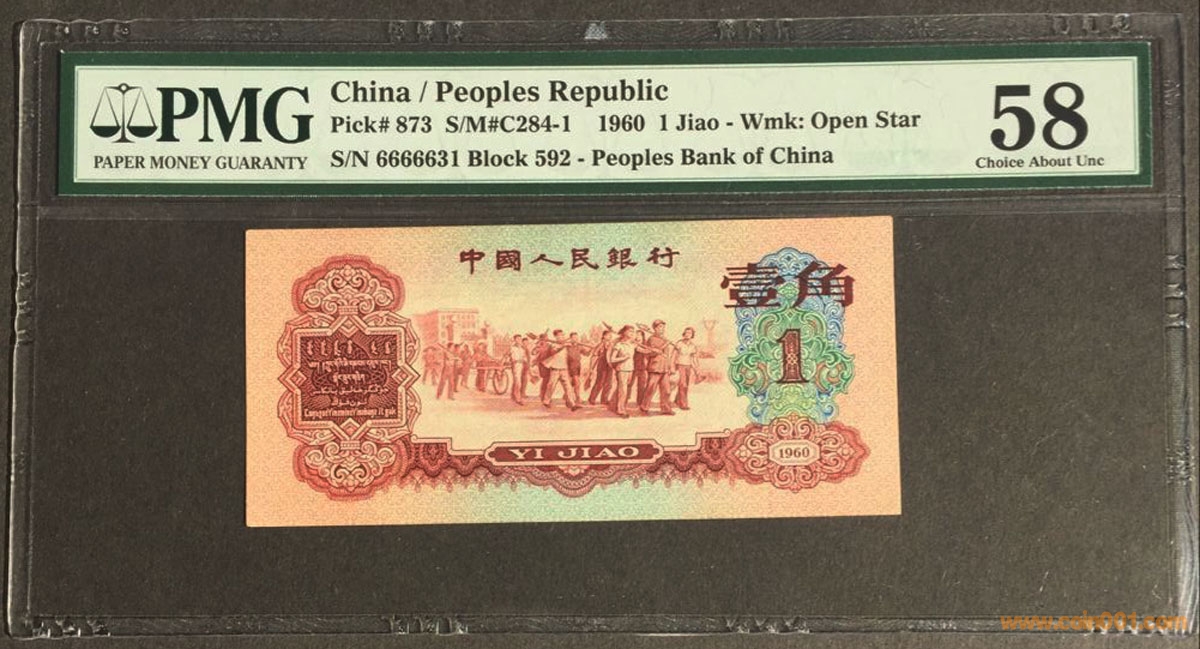 PMG
PAPER MONEY GUARANTY
China / Peoples Republic
Pick# 873 S/M#C284-1 1960 1 Jiao - Wmk: Open Star
S/N 6666631 Block 592 - Peoples Bank of China
58
Choice About Unc
中國人民銀行
壹角
1
YI JIAO
1960